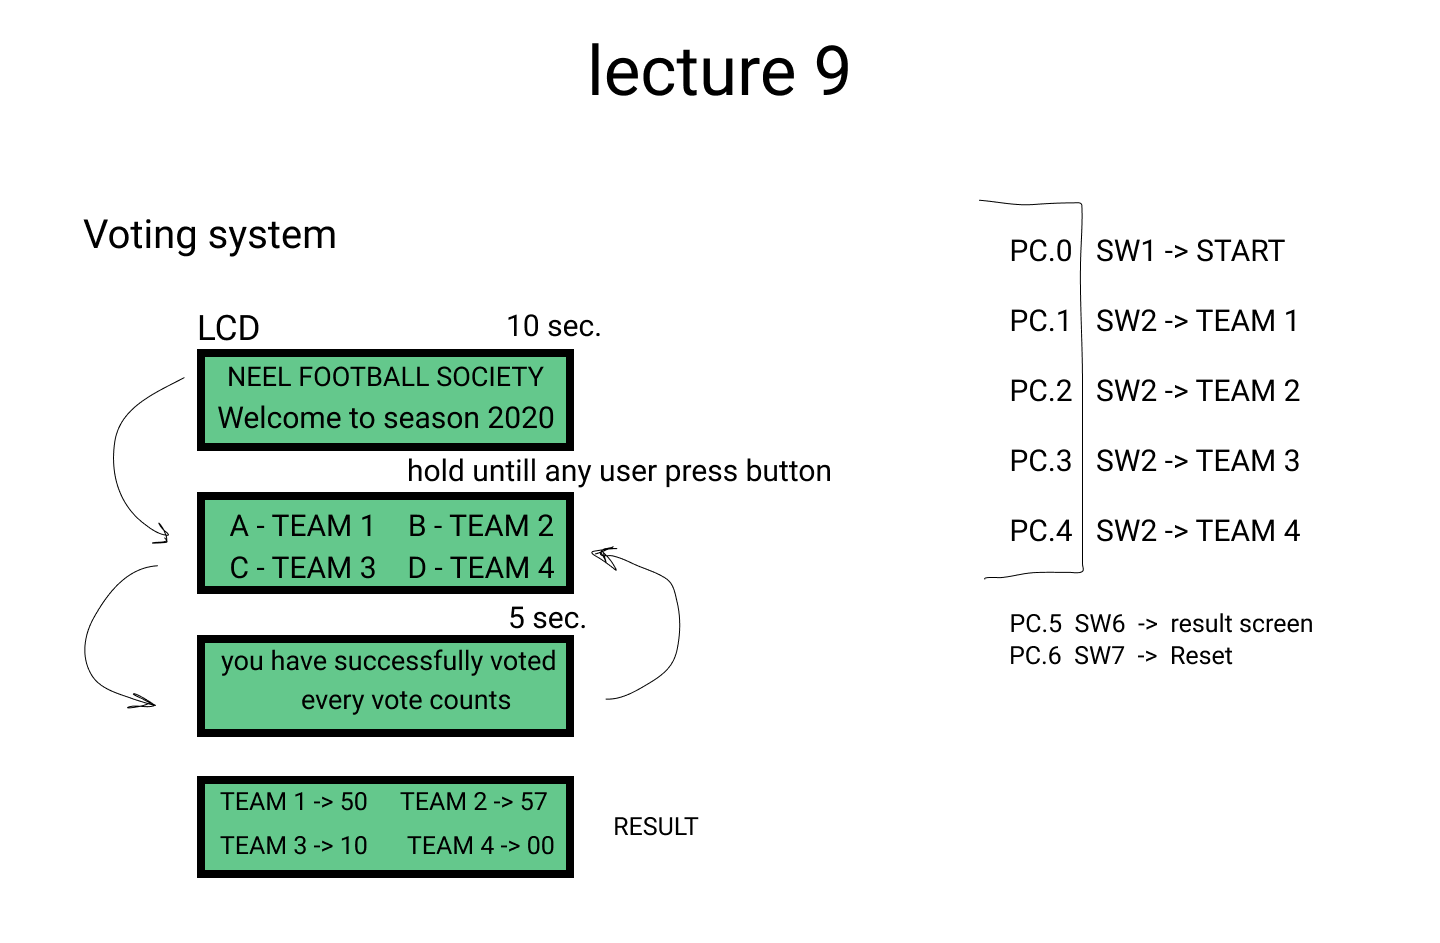 lecture 9
Voting system
LCD
10 sec.
NEEL FOOTBALL SOCIETY
Welcome to season 2020
hold untill any user press button
A - TEAM 1 B - TEAM 2
C - TEAM 3 D - TEAM 4
5 sec.
you have successfully voted
every vote counts
TEAM 1 -> 50 TEAM 2 -> 57
TEAM 3 -> 10 TEAM 4 -> 00
RESULT
PC.0 SW1 -> START
PC.1 SW2 -> TEAM 1
PC.2 SW2 -> TEAM 2
PC.3 SW2 -> TEAM 3
PC.4 SW2 -> TEAM 4
PC.5 SW6 -> result screen
PC.6 SW7 -> Reset